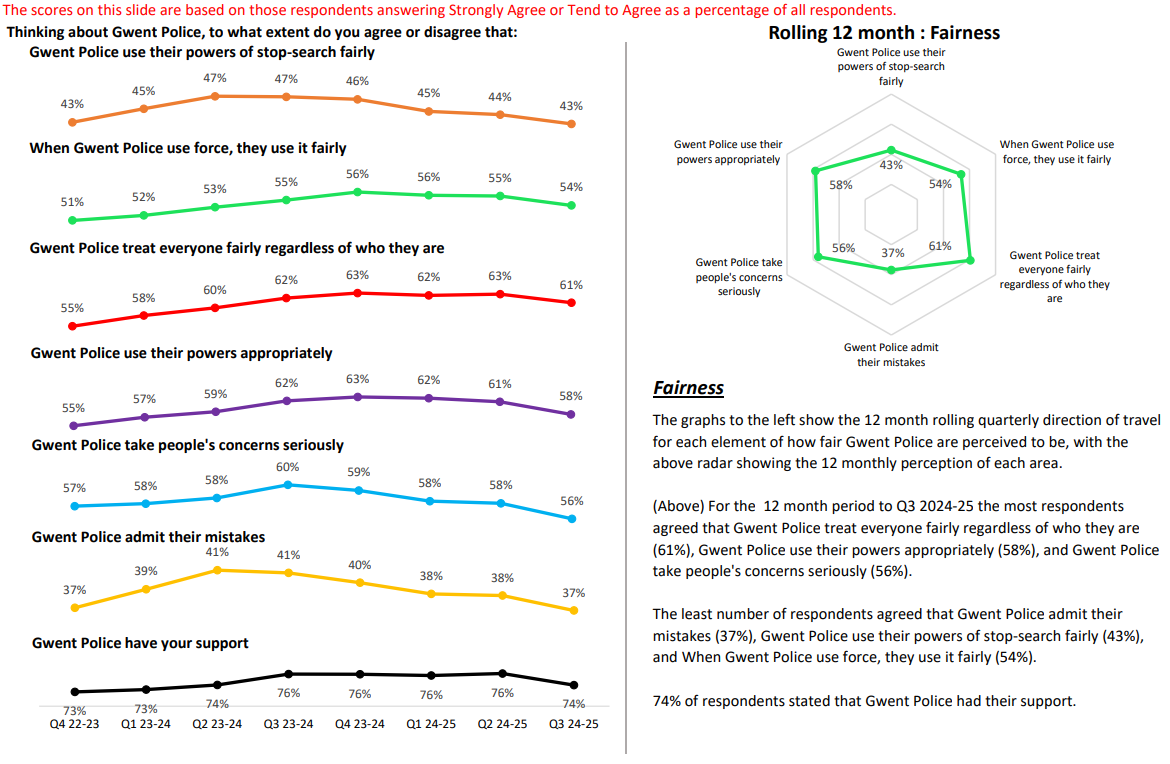 The scores on this slide are based on those respondents answering Strongly Agree or Tend to Agree as a percentage of all respondents.
Thinking about Gwent Police, to what extent do you agree or disagree that:
Gwent Police use their powers of stop-search fairly
43% 45% 47% 47% 46% 45% 44% 43%
When Gwent Police use force, they use it fairly
51% 52% 53% 55% 56% 56% 55% 54%
Gwent Police treat everyone fairly regardless of who they are
55% 58% 60% 62% 63% 62% 63% 61%
Gwent Police use their powers appropriately
55% 57% 59% 62% 63% 62% 61% 58%
Gwent Police take people's concerns seriously
57% 58% 58% 60% 59% 58% 58% 56%
Gwent Police admit their mistakes
37% 39% 41% 41% 40% 38% 38% 37%
Gwent Police have your support
73% 73% 74% 76% 76% 76% 76% 74%
Q4 22-23 Q1 23-24 Q2 23-24 Q3 23-24 Q4 23-24 Q1 24-25 Q2 24-25 Q3 24-25
Rolling 12 month : Fairness
Gwent Police use their
powers of stop-search
fairly
When Gwent Police use
force, they use it fairly
Gwent Police treat
everyone fairly
regardless of who they
are
Gwent Police admit
their mistakes
Gwent Police take
people's concerns
seriously
Gwent Police use their
powers appropriately
43%
54%
61%
37%
56%
58%
Fairness
The graphs to the left show the 12 month rolling quarterly direction of travel
for each element of how fair Gwent Police are perceived to be, with the
above radar showing the 12 monthly perception of each area.
(Above) For the 12 month period to Q3 2024-25 the most respondents
agreed that Gwent Police treat everyone fairly regardless of who they are
(61%), Gwent Police use their powers appropriately (58%), and Gwent Police
take people's concerns seriously (56%).
The least number of respondents agreed that Gwent Police admit their
mistakes (37%), Gwent Police use their powers of stop-search fairly (43%),
and When Gwent Police use force, they use it fairly (54%).
74% of respondents stated that Gwent Police had their support.